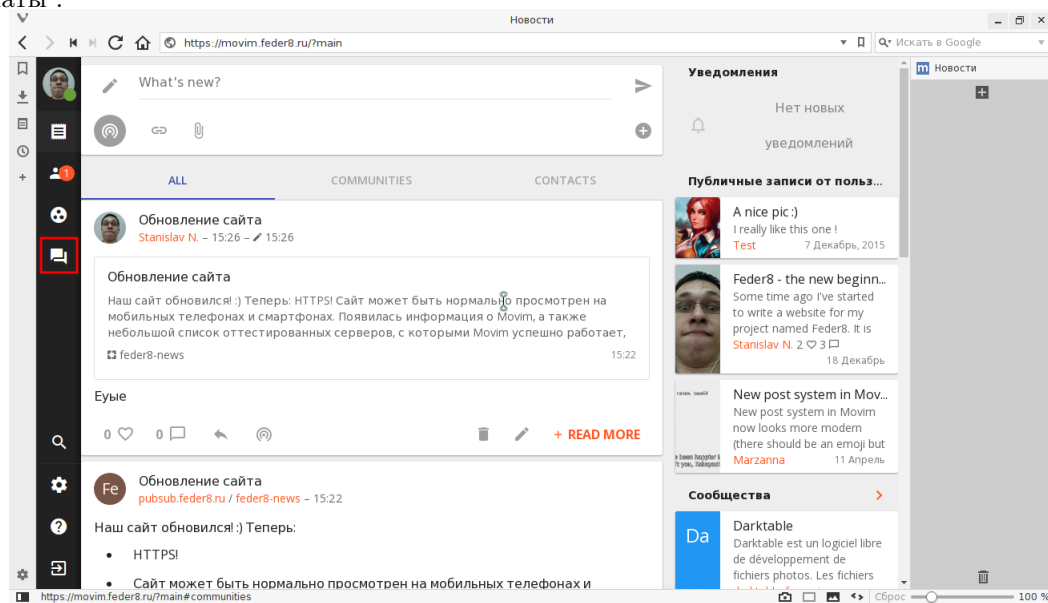 Новости
https://movim.feder8.ru/?main
Искать в Google
Новости
What's new?
1
ALL
COMMUNITIES
CONTACTS
Обновление сайта
Stanislav N. – 15:26 – 15:26
Обновление сайта
Наш сайт обновился! :) Теперь: HTTPS! Сайт может быть нормально просмотрен на
мобильных телефонах и смартфонах. Появилась информация о Movim, а также
небольшой список оттестированных серверов, с которыми Movim успешно работает,
feder8-news
15:22
Еуые
0
0
+ READ MORE
Fe
Обновление сайта
pubsub.feder8.ru / feder8-news – 15:22
Наш сайт обновился! :) Теперь:
• HTTPS!
• Сайт может быть нормально просмотрен на мобильных телефонах и
Уведомления
Нет новых
уведомлений
Публичные записи от польз...
A nice pic :)
I really like this one !
Test
7 Декабрь, 2015
Feder8 - the new beginn...
Some time ago I've started
to write a website for my
project named Feder8. It is
Stanislav N. 2 3
18 Декабрь
New post system in Mov...
New post system in Movim
now looks more modern
(there should be an emoji but
Marzanna
11 Апрель
Сообщества
Da
Darktable
Darktable est un logiciel libre
de développement de
fichiers photos. Les fichiers
https://movim.feder8.ru/?main#communities
Сброс
100 %